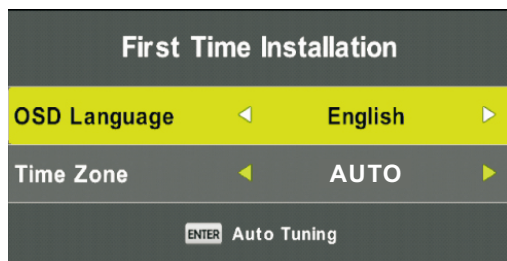 First Time Installation
OSD Language English
Time Zone AUTO
ENTER Auto Tuning